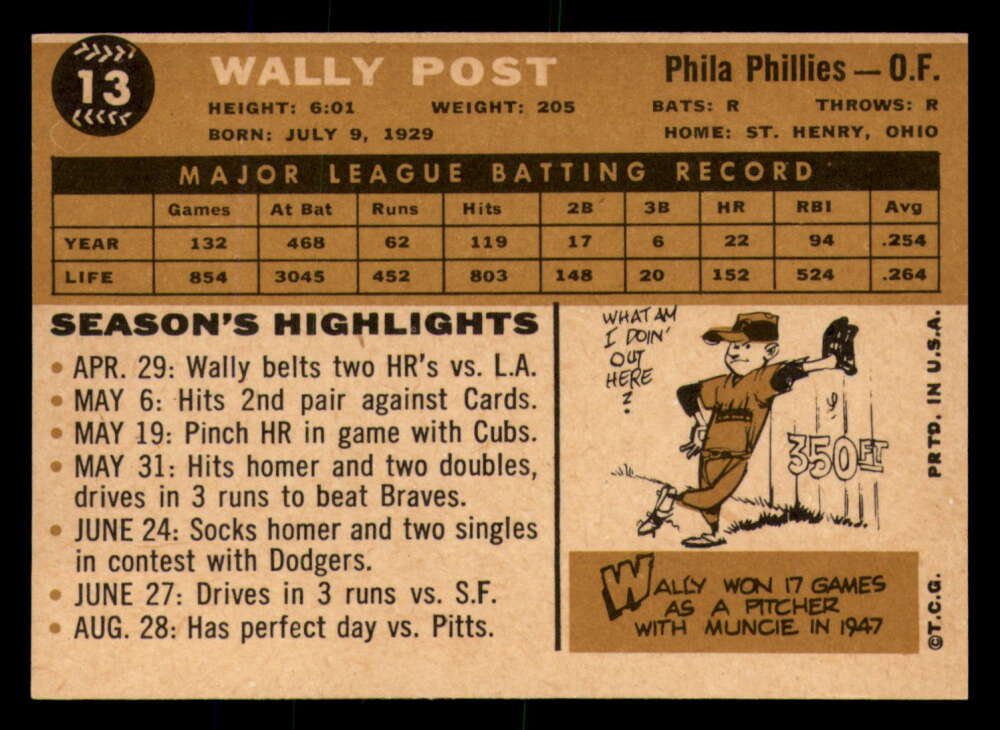 13
WALLY POST
Phila Phillies — O.F.
HEIGHT: 6:01 WEIGHT: 205 BATS: R THROWS: R
BORN: JULY 9, 1929 HOME: ST. HENRY, OHIO
MAJOR LEAGUE BATTING RECORD
Games At Bat Runs Hits 2B 3B HR RBI Avg
YEAR 132 468 62 119 17 6 22 94 .254
LIFE 854 3045 452 803 148 20 152 524 .264
SEASON'S HIGHLIGHTS
• APR. 29: Wally belts two HR's vs. L.A.
• MAY 6: Hits 2nd pair against Cards.
• MAY 19: Pinch HR in game with Cubs.
• MAY 31: Hits homer and two doubles,
drives in 3 runs to beat Braves.
• JUNE 24: Socks homer and two singles
in contest with Dodgers.
• JUNE 27: Drives in 3 runs vs. S.F.
• AUG. 28: Has perfect day vs. Pitts.
WHAT AM
I DOIN'
OUT
HERE
?
350 FT
WALLY WON 17 GAMES
AS A PITCHER
WITH MUNCIE IN 1947
PRTD. IN U.S.A.
©T.C.G.